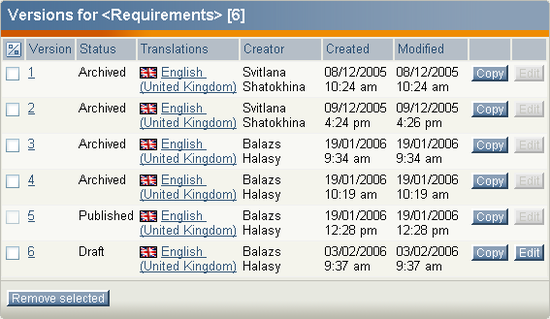 Versions for <Requirements> [6]
Version Status Translations Creator Created Modified
1 Archived English (United Kingdom) Svitlana Shatokhina 08/12/2005 10:24 am 08/12/2005 10:24 am Copy Edit
2 Archived English (United Kingdom) Svitlana Shatokhina 09/12/2005 4:24 pm 09/12/2005 4:26 pm Copy Edit
3 Archived English (United Kingdom) Balazs Halasy 19/01/2006 9:34 am 19/01/2006 9:34 am Copy Edit
4 Archived English (United Kingdom) Balazs Halasy 19/01/2006 10:19 am 19/01/2006 10:19 am Copy Edit
5 Published English (United Kingdom) Balazs Halasy 19/01/2006 12:28 pm 19/01/2006 12:28 pm Copy Edit
6 Draft English (United Kingdom) Balazs Halasy 03/02/2006 9:37 am 03/02/2006 9:37 am Copy Edit
Remove selected